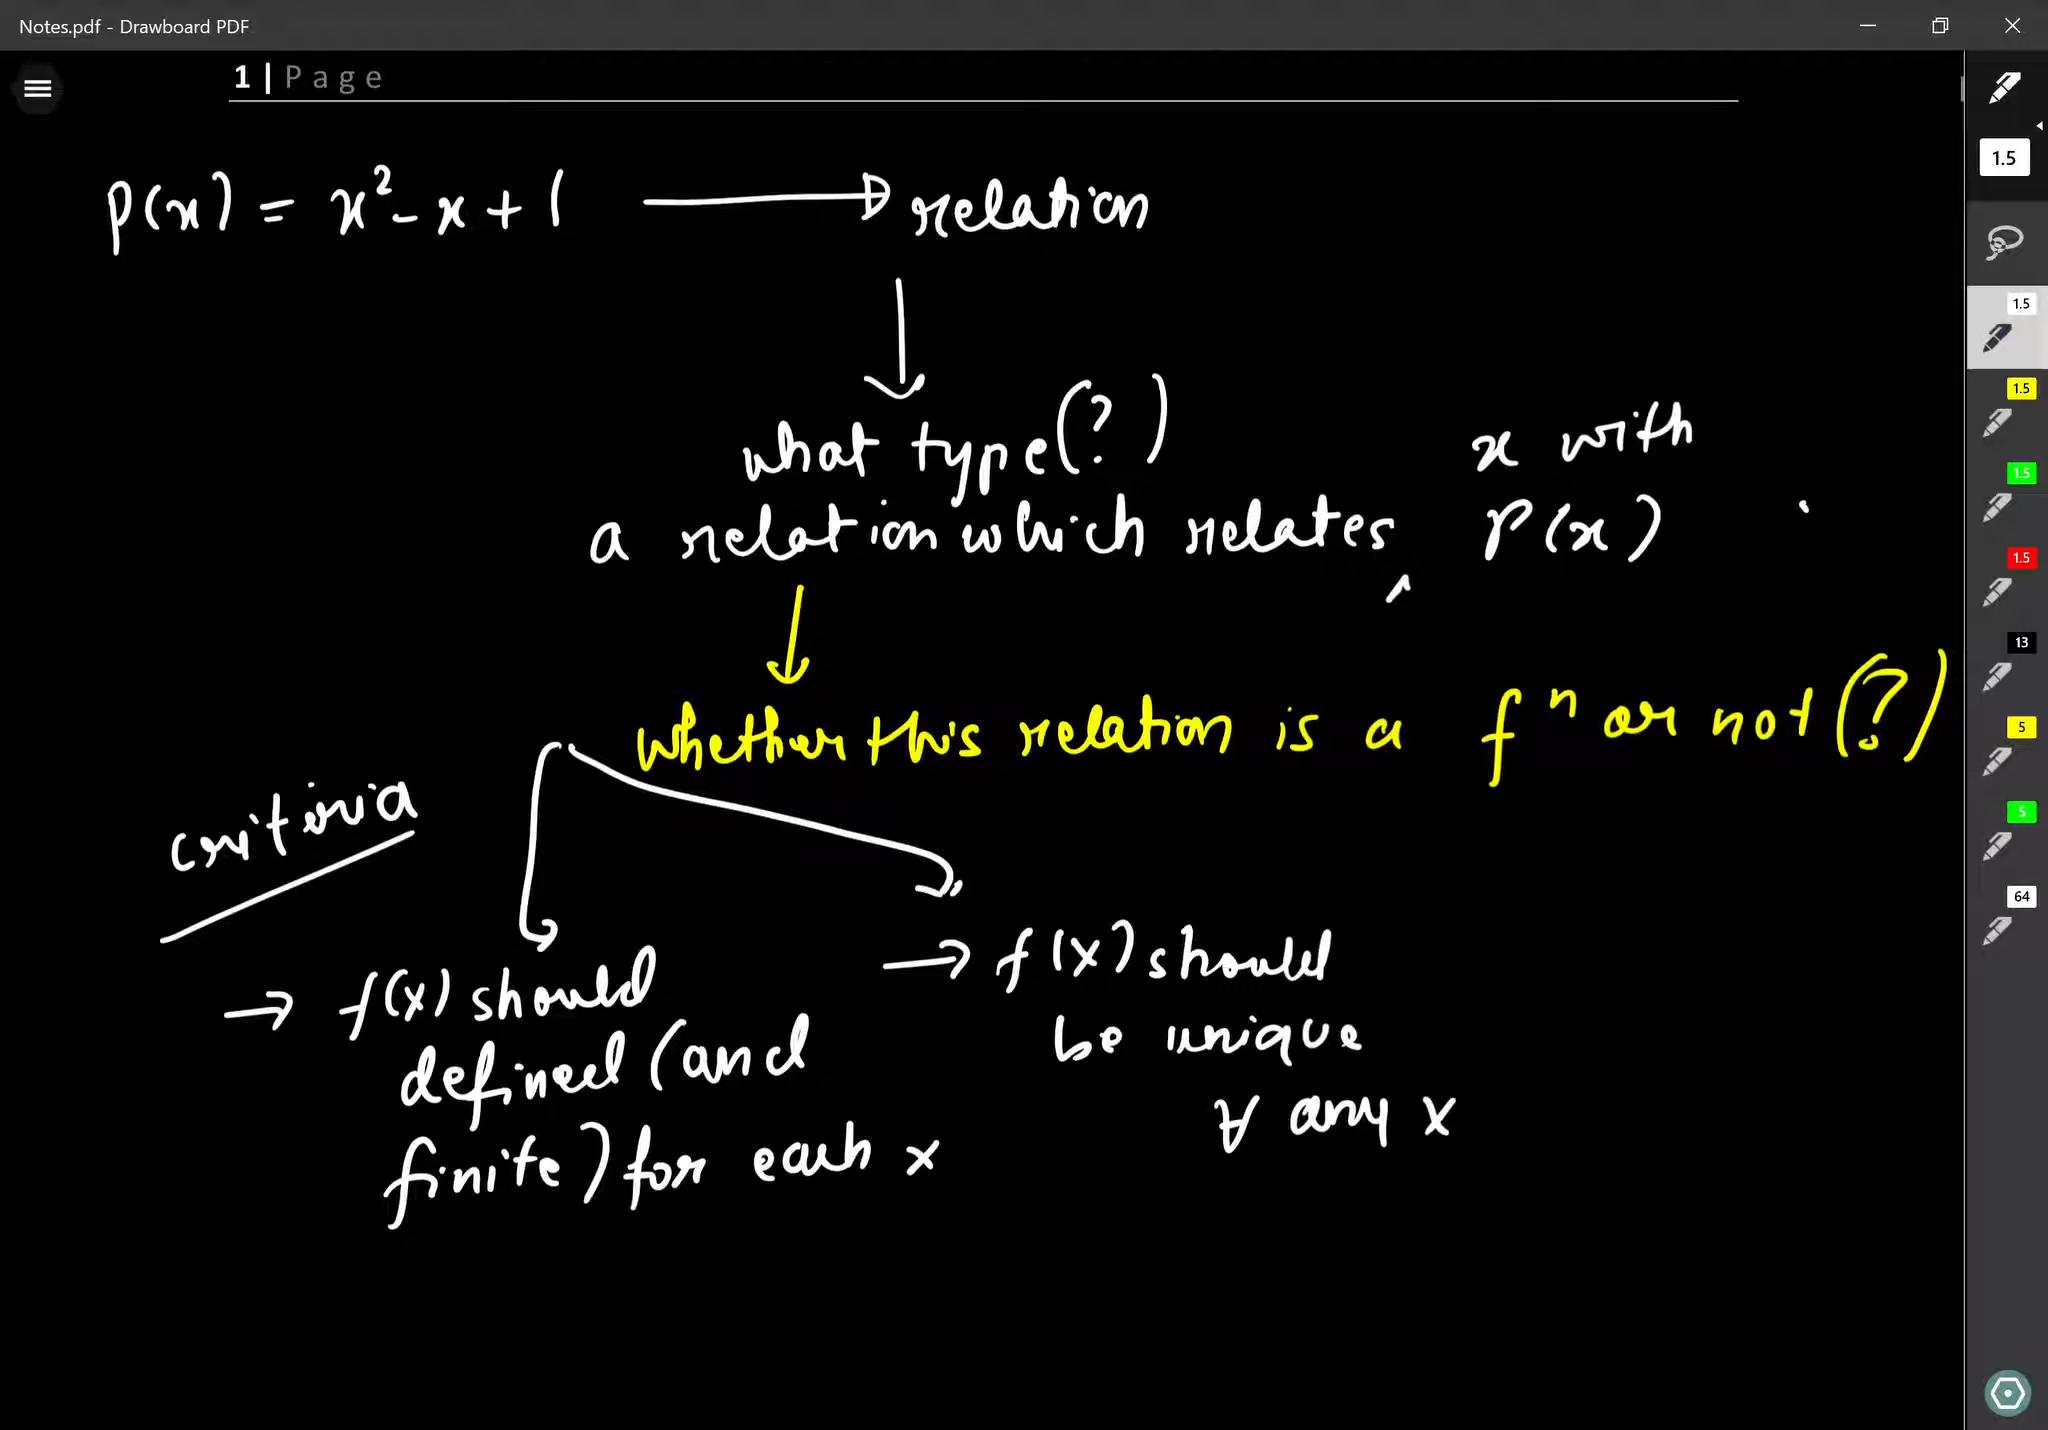 Notes.pdf - Drawboard PDF
1 | Page
P(x) = x² - x + 1 → relation
what type (?)
x with
a relation which relates, P(x)
whether this relation is a fⁿ or not (?)
criteria
→ f(x) should
defined (and
finite) for each x
→ f(x) should
be unique
∀ any x
1.5
1.5
1.5
1.5
1.5
13
5
5
64